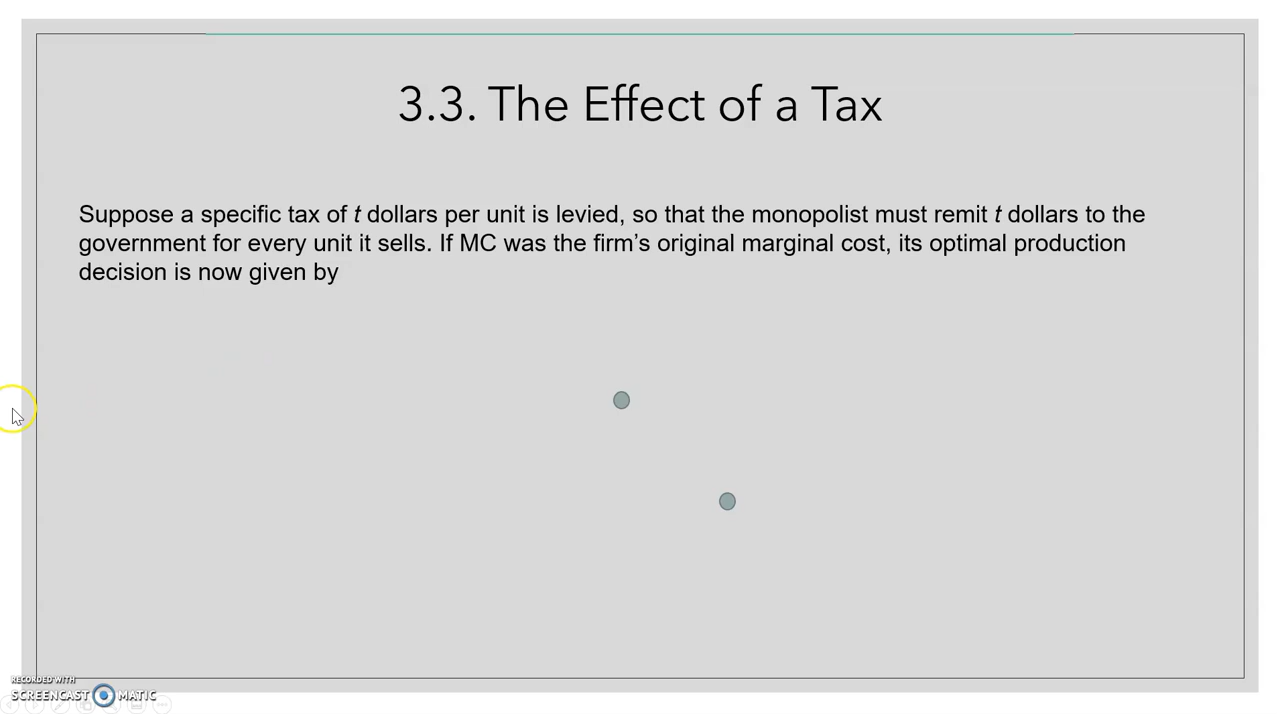 3.3. The Effect of a Tax
Suppose a specific tax of t dollars per unit is levied, so that the monopolist must remit t dollars to the
government for every unit it sells. If MC was the firm’s original marginal cost, its optimal production
decision is now given by
RECORDED WITH
SCREENCAST MATIC